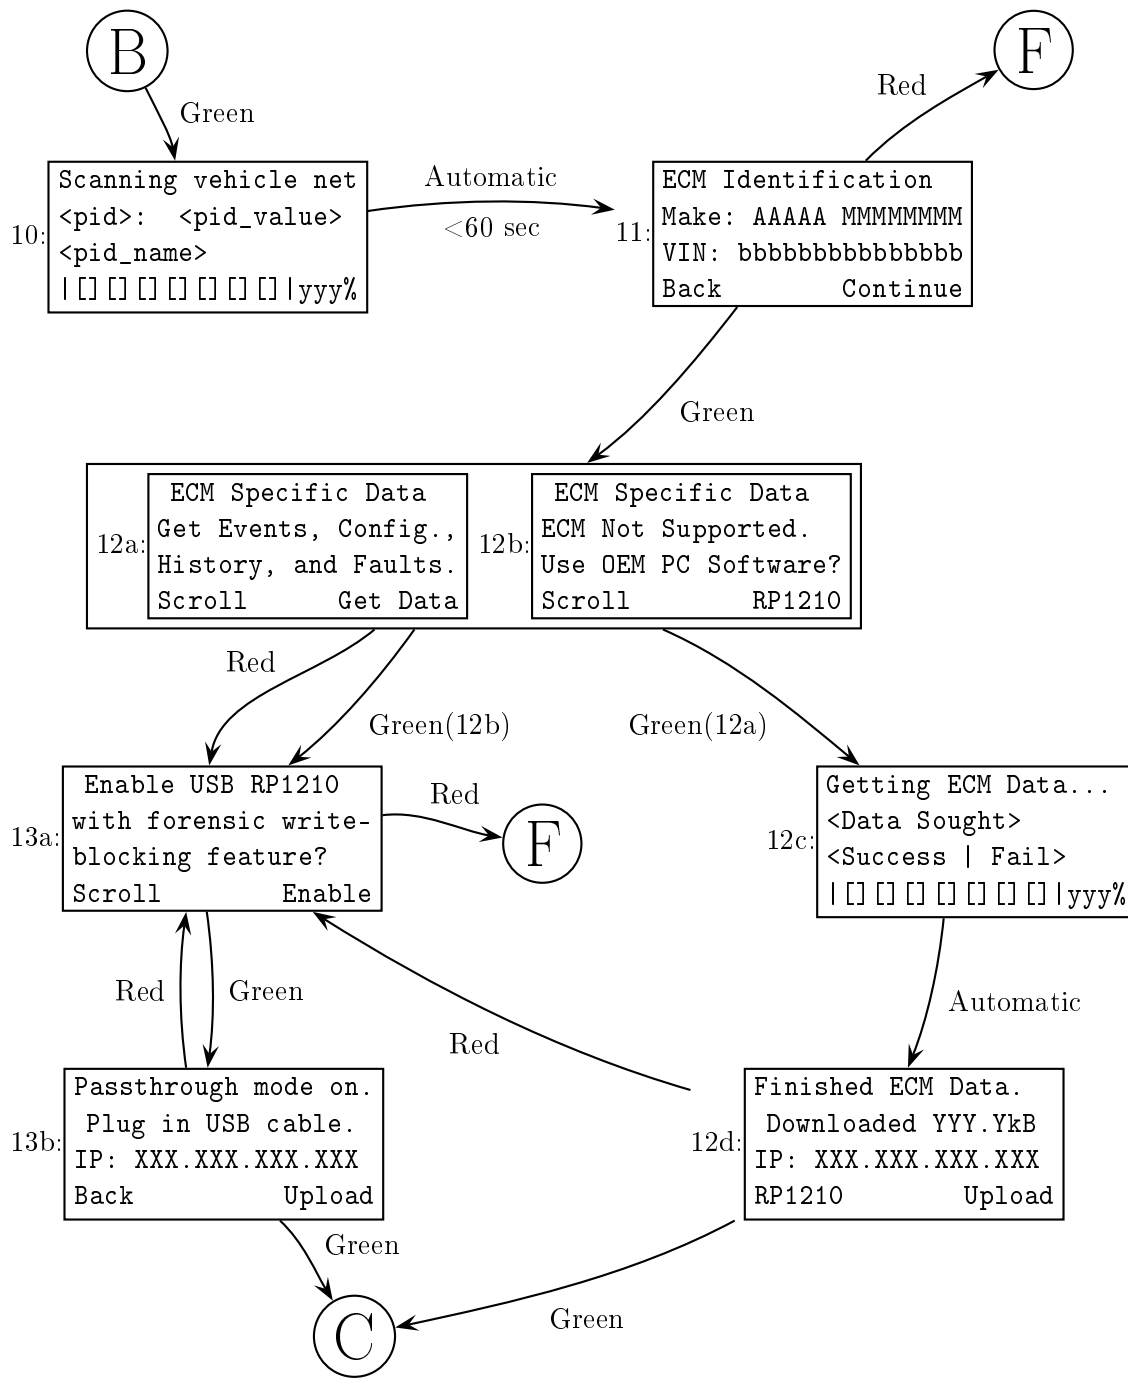 B
F
Green
Red
10:
Scanning vehicle net
<pid>:  <pid_value>
<pid_name>
|[][][][][][][]|yyy%
Automatic
<60 sec
11:
ECM Identification
Make: AAAAA MMMMMMMM
VIN: bbbbbbbbbbbbbbb
Back        Continue
Green
12a:
ECM Specific Data
Get Events, Config.,
History, and Faults.
Scroll      Get Data
12b:
ECM Specific Data
ECM Not Supported.
Use OEM PC Software?
Scroll        RP1210
Red
Green(12b)
Green(12a)
13a:
Enable USB RP1210
with forensic write-
blocking feature?
Scroll        Enable
Red
F
12c:
Getting ECM Data...
<Data Sought>
<Success | Fail>
|[][][][][][][]|yyy%
Red
Green
Red
Automatic
13b:
Passthrough mode on.
Plug in USB cable.
IP: XXX.XXX.XXX.XXX
Back          Upload
12d:
Finished ECM Data.
Downloaded YYY.YkB
IP: XXX.XXX.XXX.XXX
RP1210        Upload
Green
Green
C